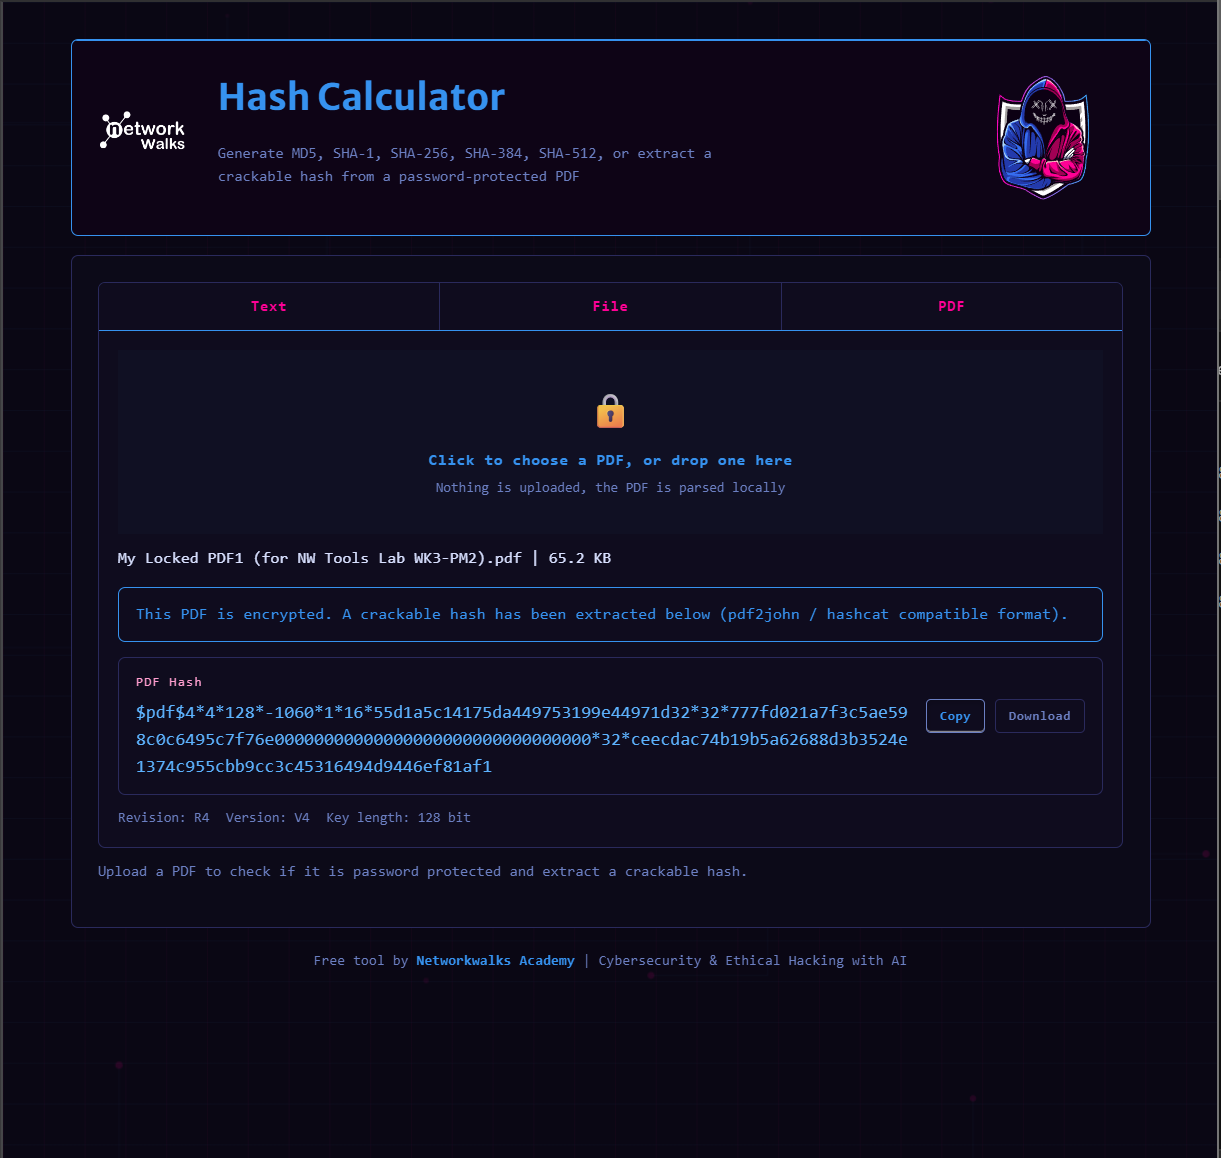 network
Walks
Hash Calculator
Generate MD5, SHA-1, SHA-256, SHA-384, SHA-512, or extract a
crackable hash from a password-protected PDF
Text
File
PDF
Click to choose a PDF, or drop one here
Nothing is uploaded, the PDF is parsed locally
My Locked PDF1 (for NW Tools Lab WK3-PM2).pdf | 65.2 KB
This PDF is encrypted. A crackable hash has been extracted below (pdf2john / hashcat compatible format).
PDF Hash
$pdf$4*4*128*-1060*1*16*55d1a5c14175da449753199e44971d32*32*777fd021a7f3c5ae59
8c0c6495c7f76e00000000000000000000000000000000*32*ceecdac74b19b5a62688d3b3524e
1374c955cbb9cc3c45316494d9446ef81af1
Copy
Download
Revision: R4 Version: V4 Key length: 128 bit
Upload a PDF to check if it is password protected and extract a crackable hash.
Free tool by Networkwalks Academy | Cybersecurity & Ethical Hacking with AI